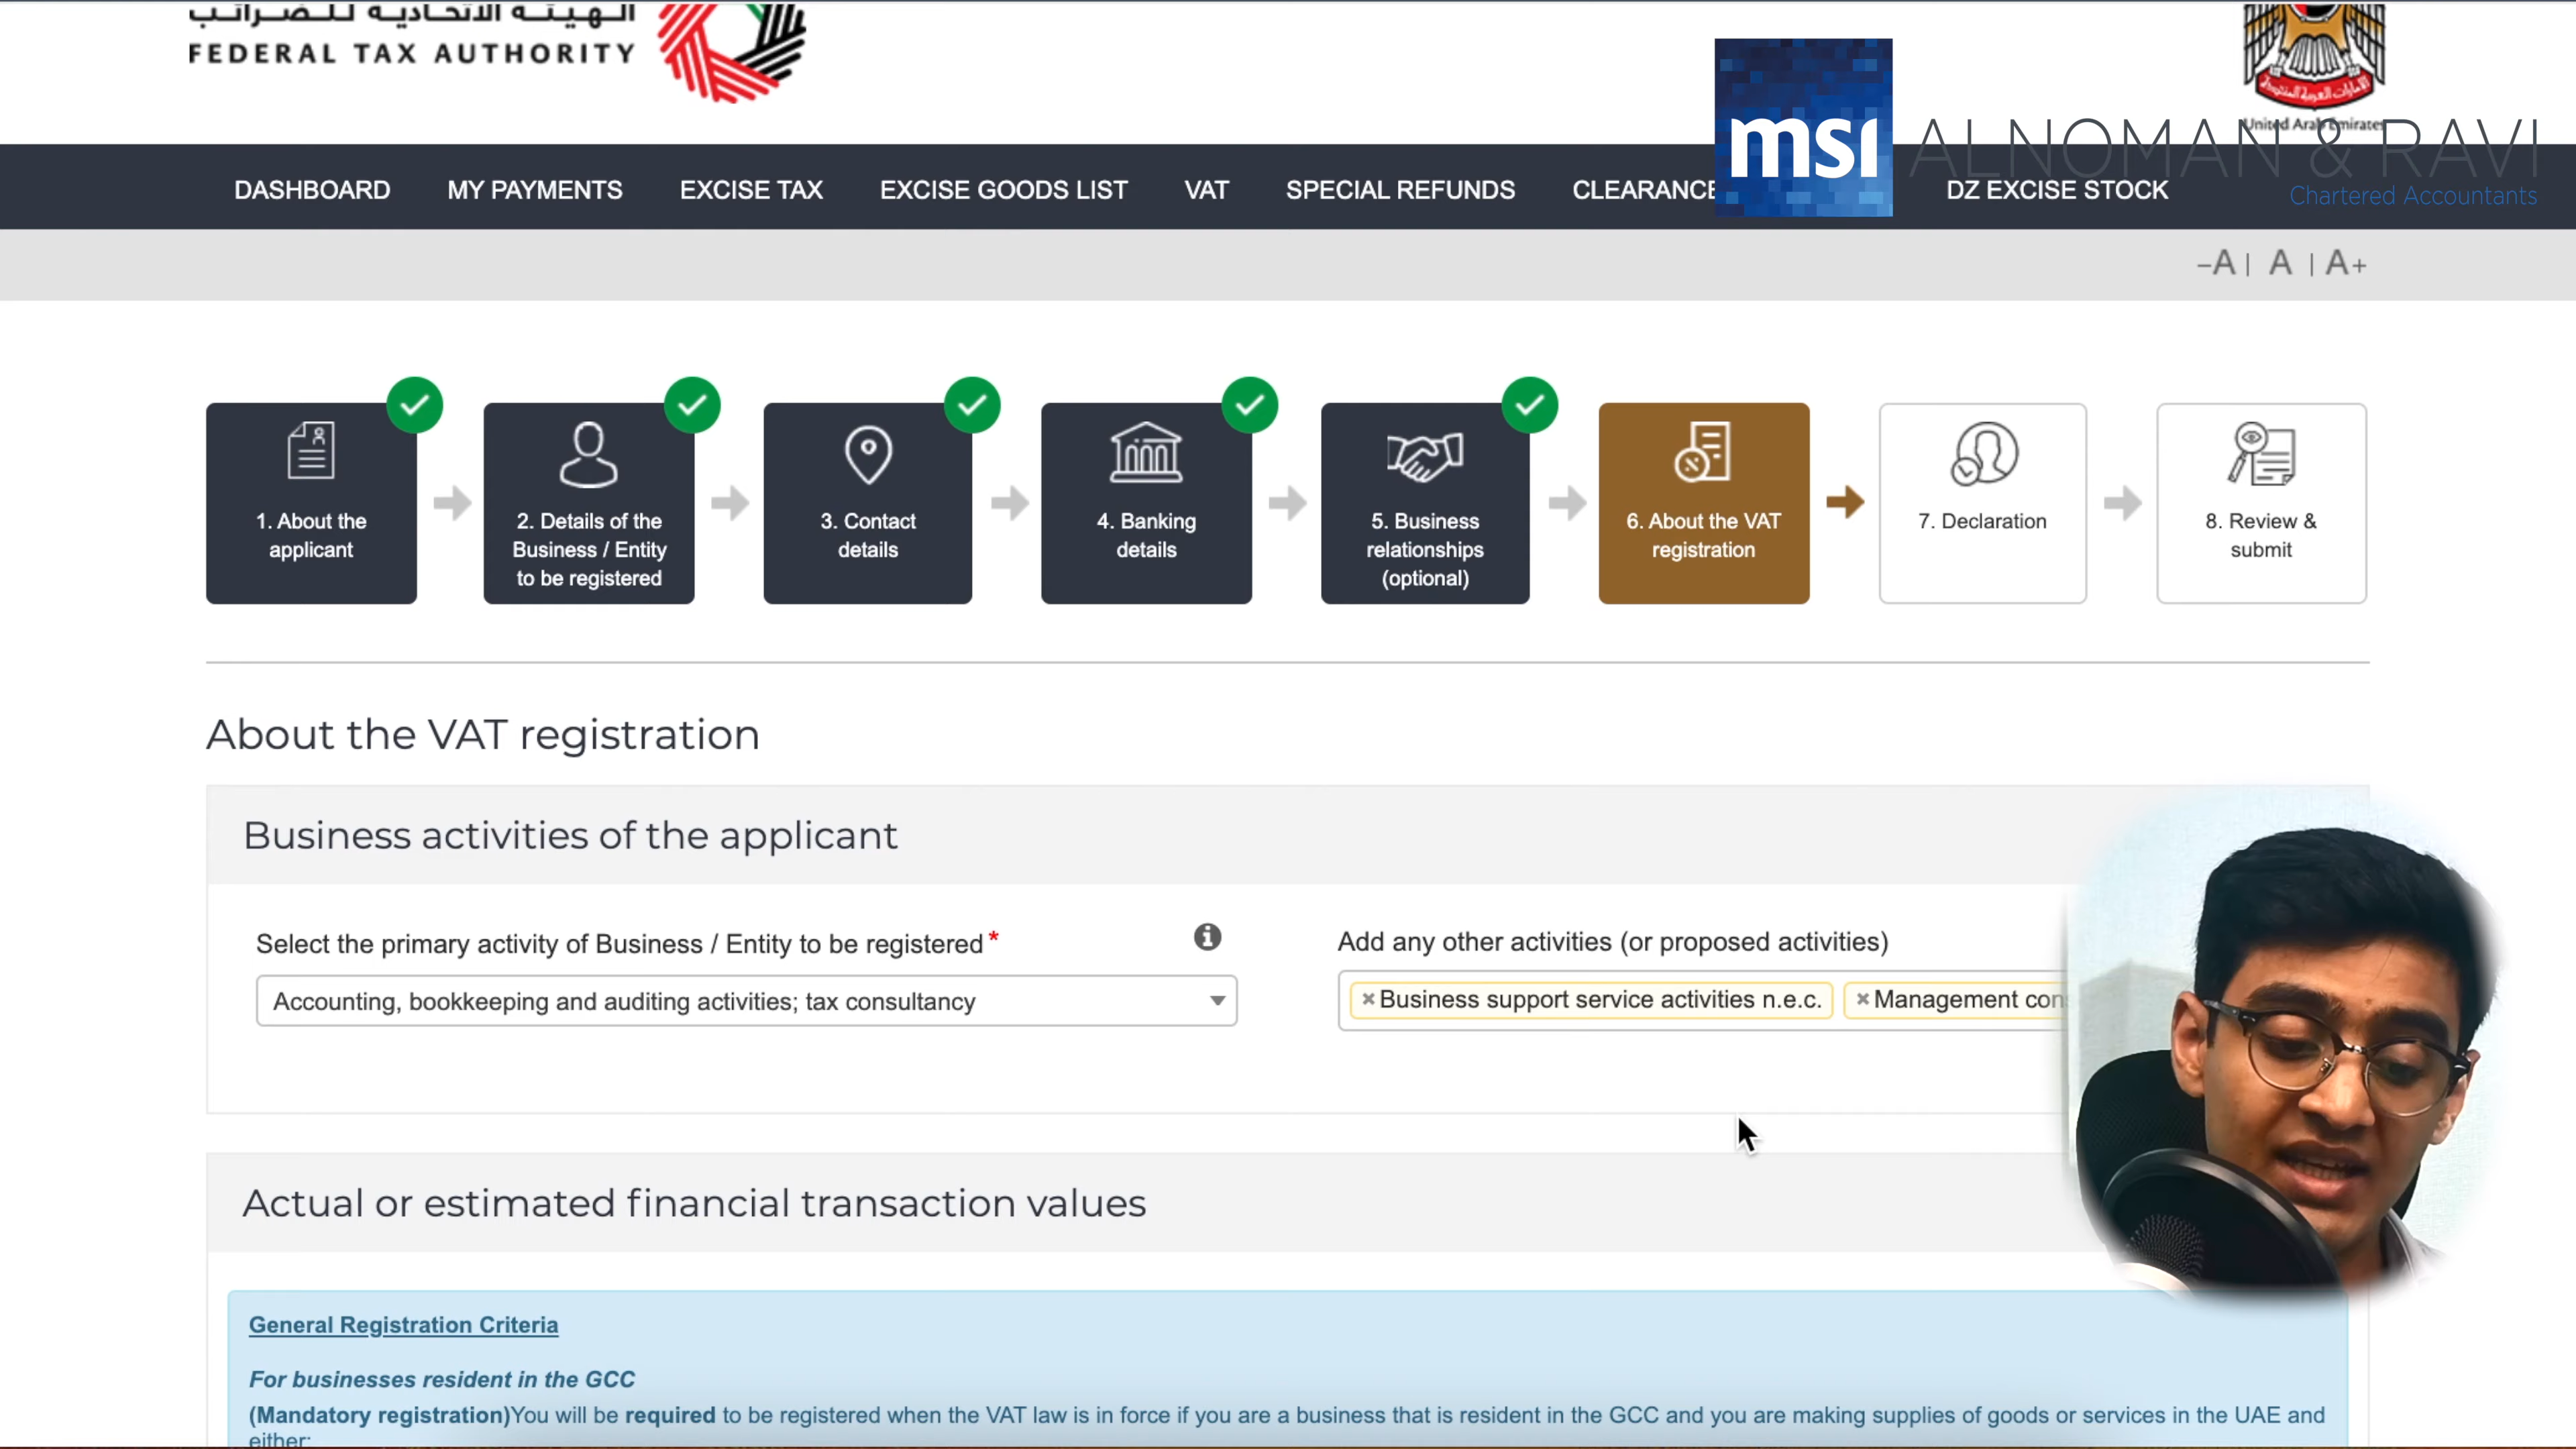 الهيئة الاتحادية للضرائب
FEDERAL TAX AUTHORITY
United Arab Emirates
msi
ALNOMAN & RAVI
Chartered Accountants
DASHBOARD
MY PAYMENTS
EXCISE TAX
EXCISE GOODS LIST
VAT
SPECIAL REFUNDS
CLEARANCE
DZ EXCISE STOCK
–A | A | A+
1. About the
applicant
2. Details of the
Business / Entity
to be registered
3. Contact
details
4. Banking
details
5. Business
relationships
(optional)
6. About the VAT
registration
7. Declaration
8. Review &
submit
About the VAT registration
Business activities of the applicant
Select the primary activity of Business / Entity to be registered *
Accounting, bookkeeping and auditing activities; tax consultancy
Add any other activities (or proposed activities)
×Business support service activities n.e.c.
×Management con
Actual or estimated financial transaction values
General Registration Criteria
For businesses resident in the GCC
(Mandatory registration)You will be required to be registered when the VAT law is in force if you are a business that is resident in the GCC and you are making supplies of goods or services in the UAE and
either: